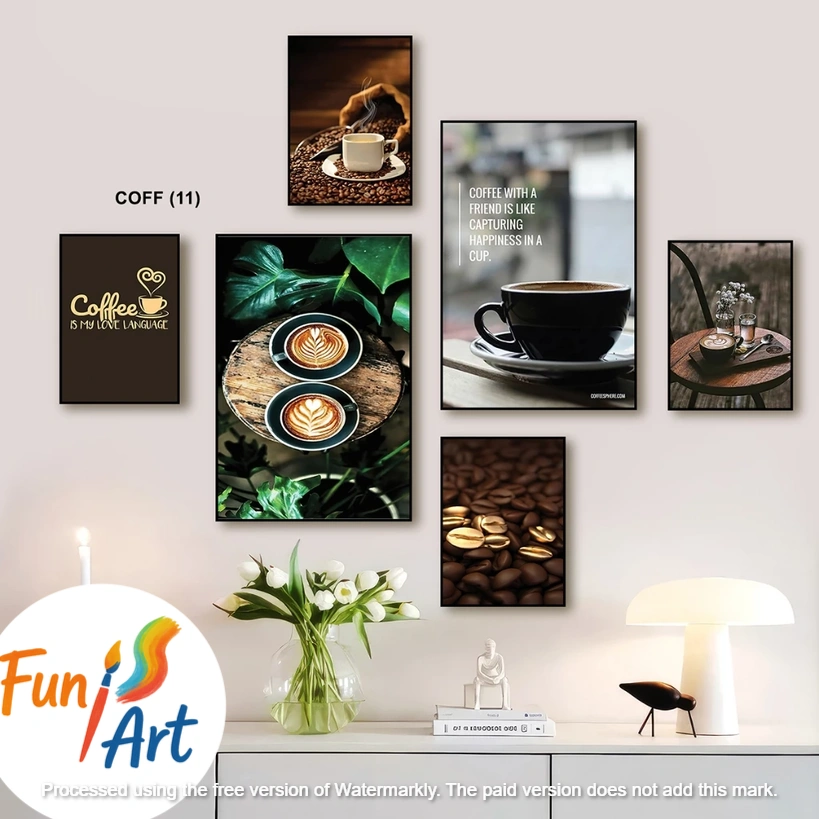 COFF (11)
COFFEE WITH A
FRIEND IS LIKE
CAPTURING
HAPPINESS IN A
CUP.
Coffee
IS MY LOVE LANGUAGE
COFFEESPHERE.COM
Fun
Art
Processed using the free version of Watermarkly. The paid version does not add this mark.